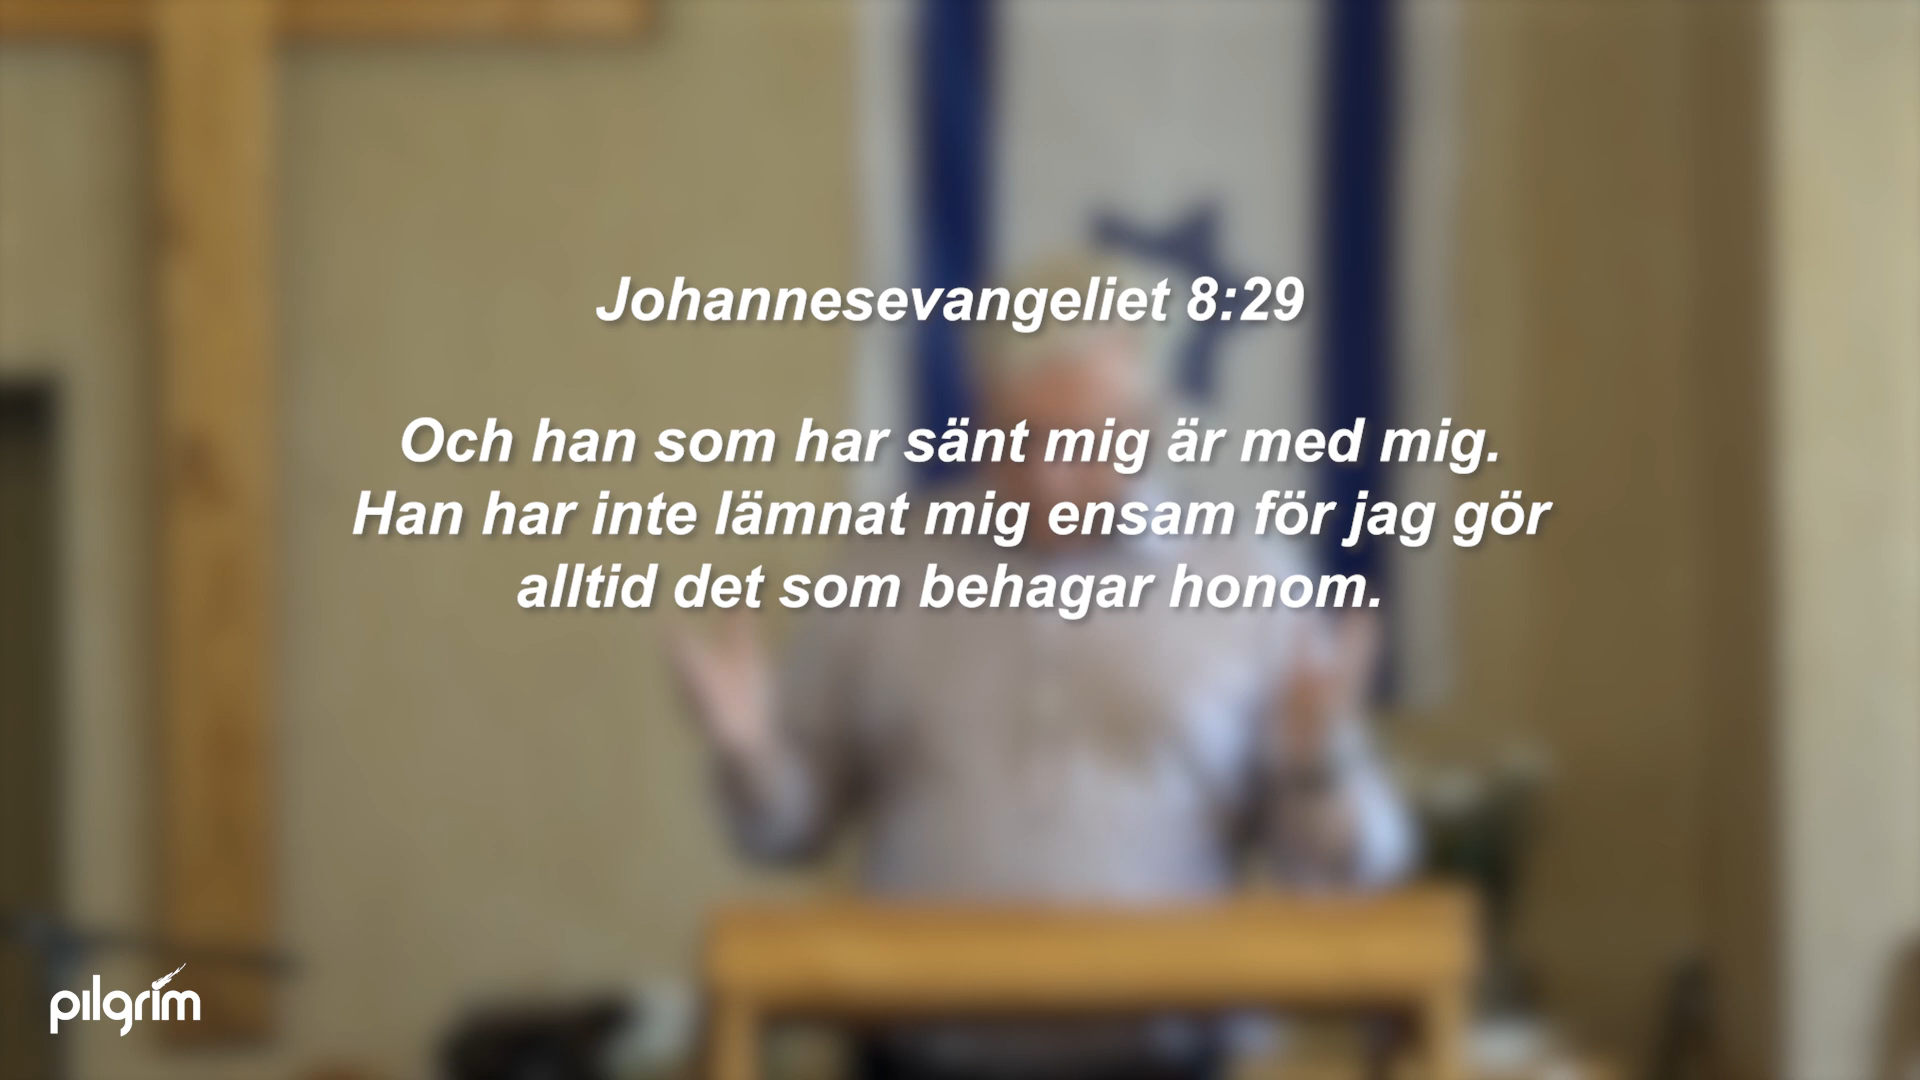 Johannesevangeliet 8:29
Och han som har sänt mig är med mig.
Han har inte lämnat mig ensam för jag gör
alltid det som behagar honom.
pilgrim